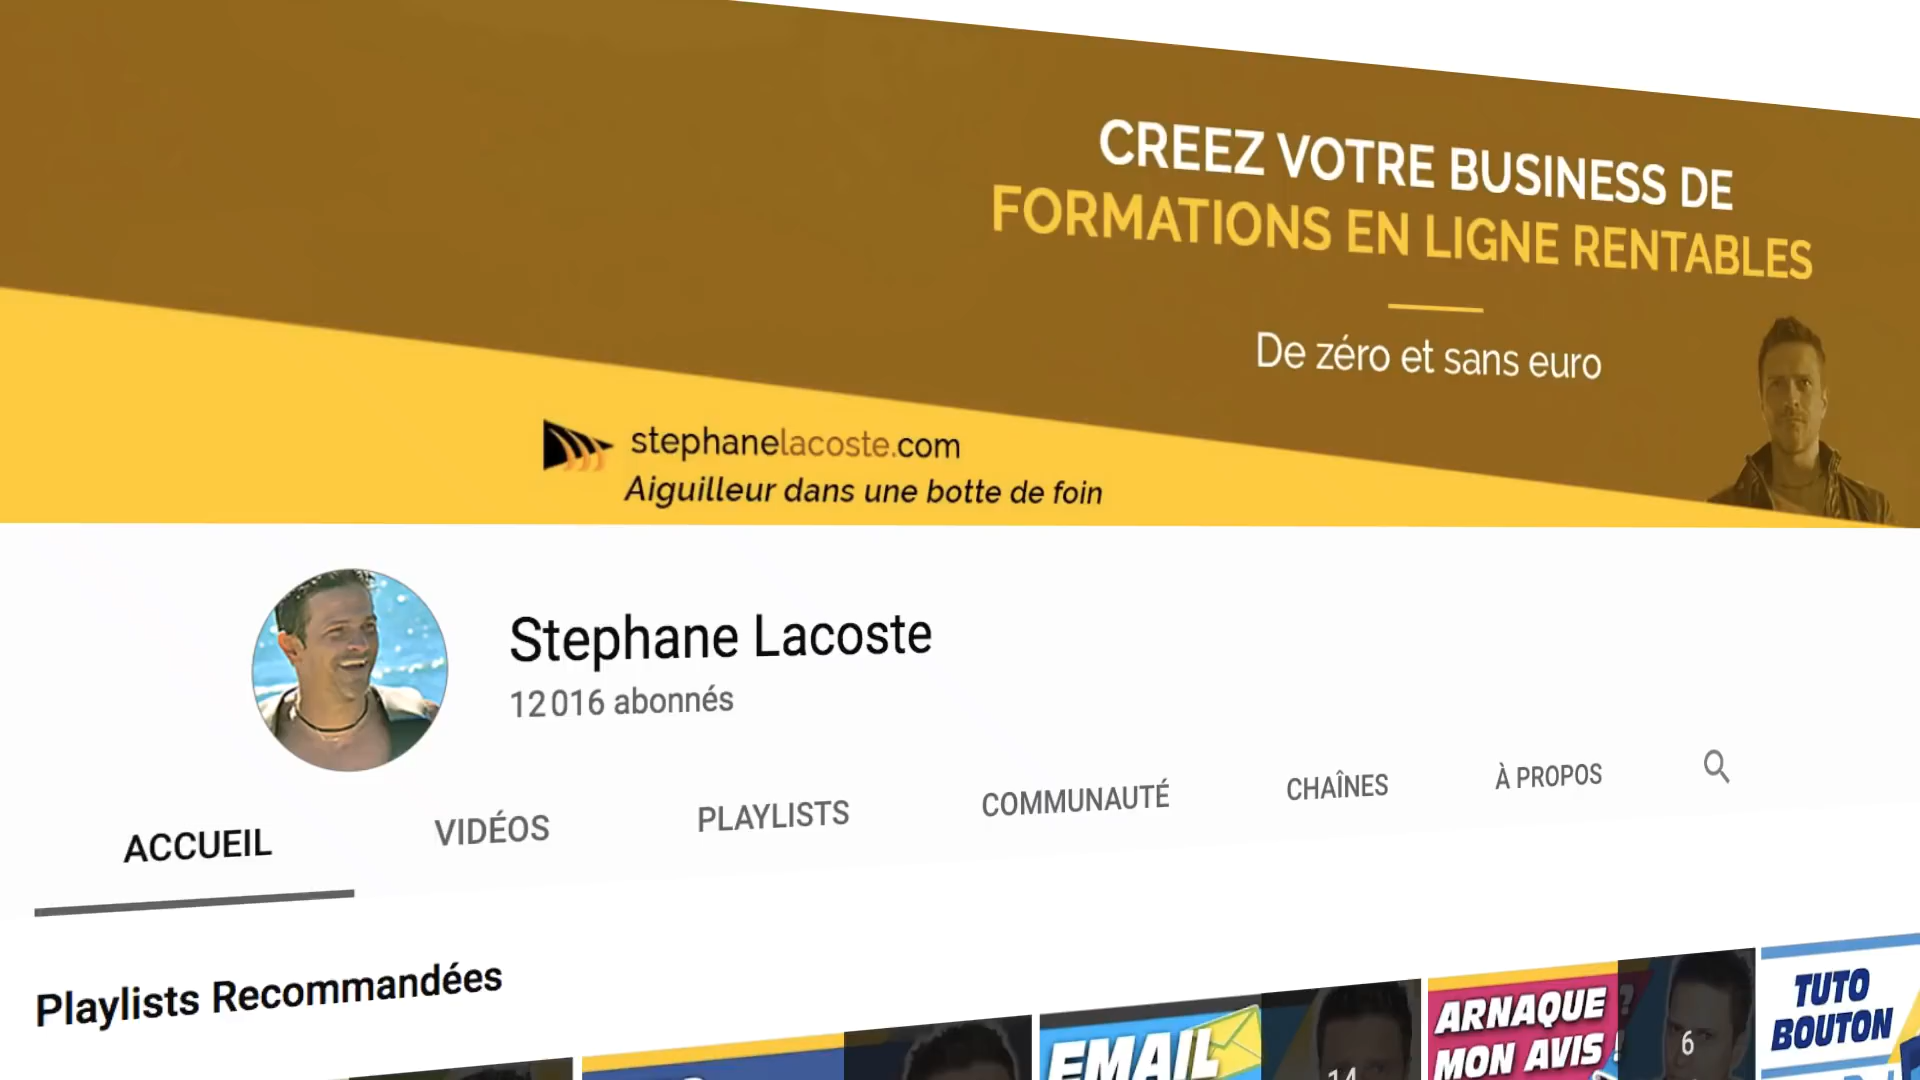 CREEZ VOTRE BUSINESS DE
FORMATIONS EN LIGNE RENTABLES
De zéro et sans euro
stephanelacoste.com
Aiguilleur dans une botte de foin
Stephane Lacoste
12 016 abonnés
ACCUEIL
VIDÉOS
PLAYLISTS
COMMUNAUTÉ
CHAÎNES
À PROPOS
Playlists Recommandées
EMAIL
14
ARNAQUE ?
MON AVIS !
6
TUTO
BOUTON